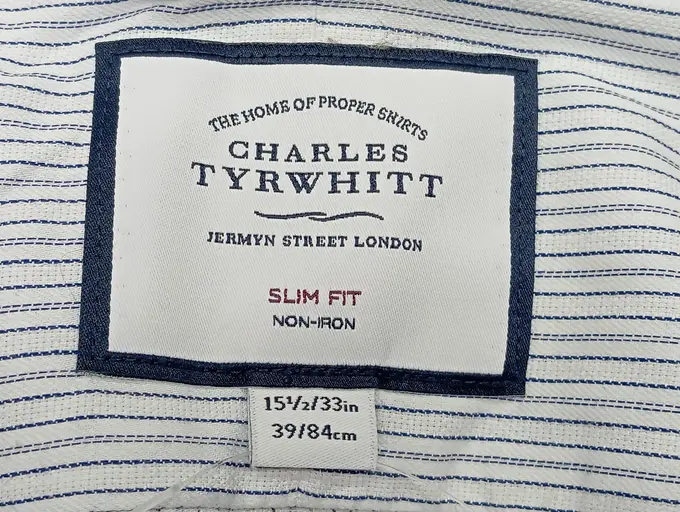 THE HOME OF PROPER SHIRTS
CHARLES
TYRWHITT
JERMYN STREET LONDON
SLIM FIT
NON-IRON
15½/33in
39/84cm